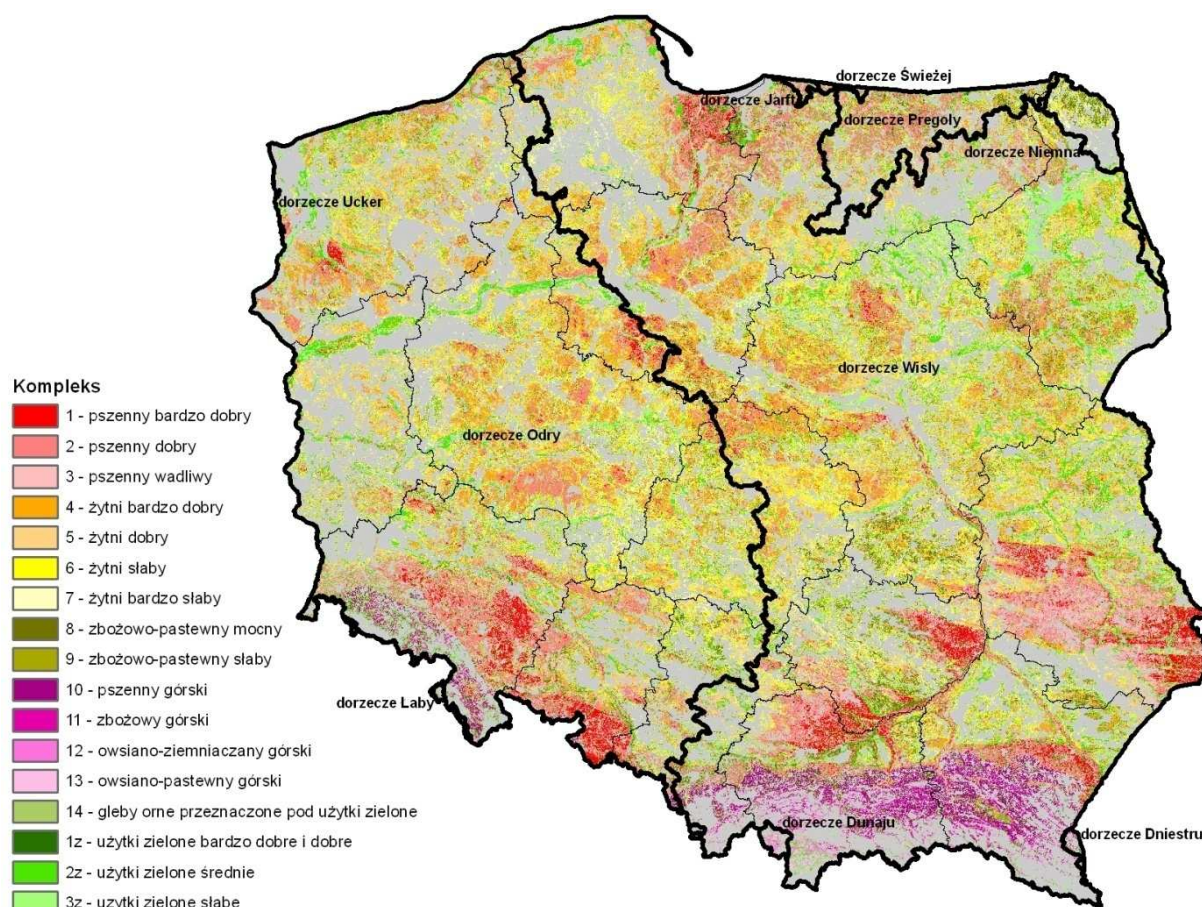 dorzecze Świeżej
dorzecze Jarft
dorzecze Pregoły
dorzecze Niemna
dorzecze Ucker
dorzecze Wisly
dorzecze Odry
dorzecze Laby
dorzecze Dunaju
dorzecze Dniestru
Kompleks
1 - pszenny bardzo dobry
2 - pszenny dobry
3 - pszenny wadliwy
4 - żytni bardzo dobry
5 - żytni dobry
6 - żytni słaby
7 - żytni bardzo słaby
8 - zbożowo-pastewny mocny
9 - zbożowo-pastewny słaby
10 - pszenny górski
11 - zbożowy górski
12 - owsiano-ziemniaczany górski
13 - owsiano-pastewny górski
14 - gleby orne przeznaczone pod użytki zielone
1z - użytki zielone bardzo dobre i dobre
2z - użytki zielone średnie
3z - uzytki zielone słabe